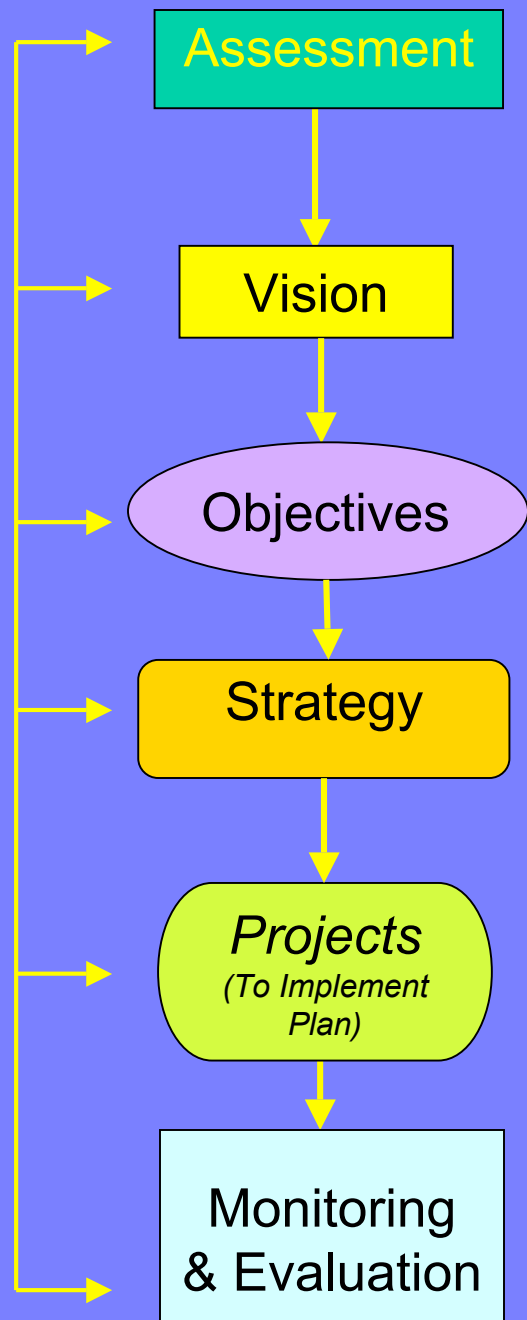 Assessment
Vision
Objectives
Strategy
Projects
(To Implement
Plan)
Monitoring
& Evaluation